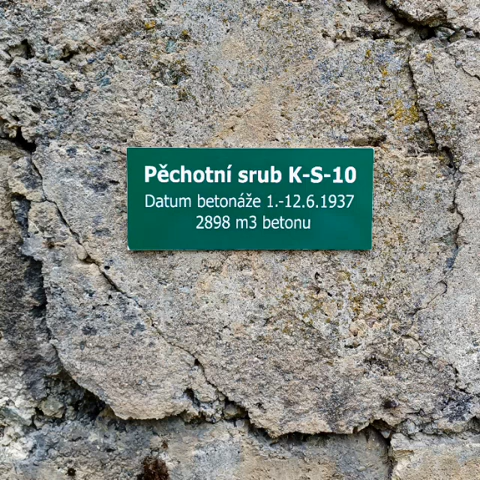 Pěchotní srub K-S-10
Datum betonáže 1.-12.6.1937
2898 m3 betonu